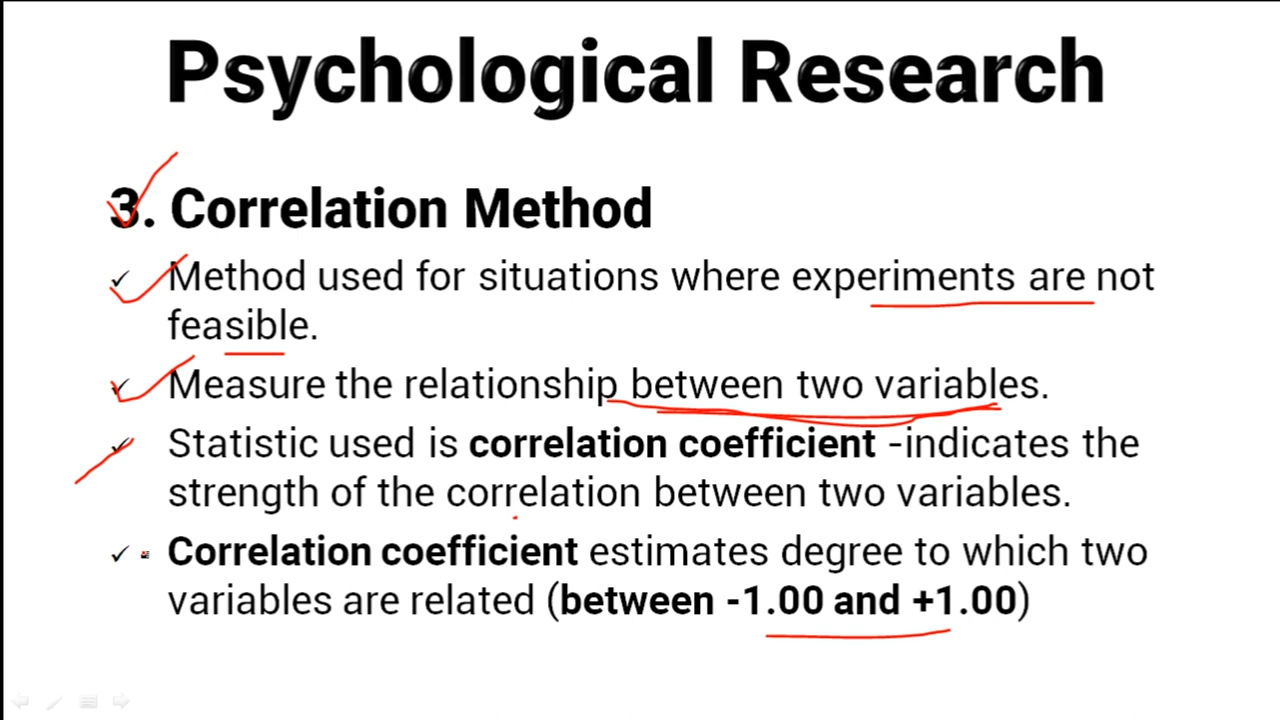 Psychological Research
3. Correlation Method
✓ Method used for situations where experiments are not
feasible.
✓ Measure the relationship between two variables.
✓ Statistic used is correlation coefficient -indicates the
strength of the correlation between two variables.
✓ Correlation coefficient estimates degree to which two
variables are related (between -1.00 and +1.00)